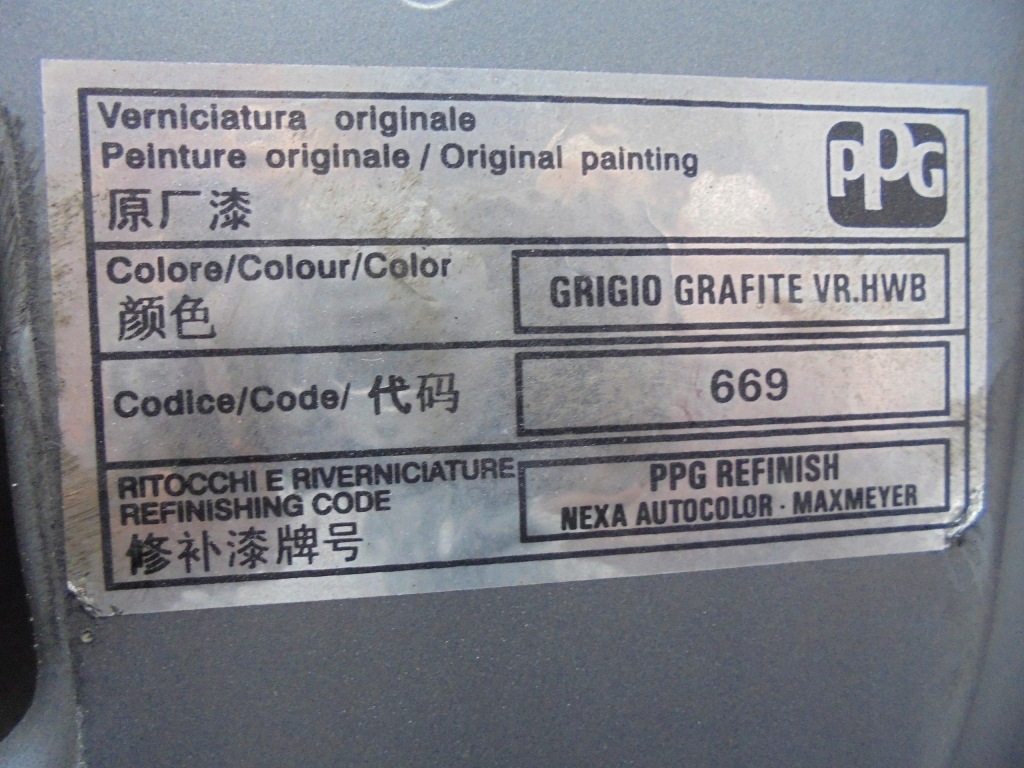 Verniciatura originale
Peinture originale / Original painting
PPG
原厂漆
Colore/Colour/Color
颜色
GRIGIO GRAFITE VR.HWB
Codice/Code/ 代码
669
RITOCCHI E RIVERNICIATURE
REFINISHING CODE
修补漆牌号
PPG REFINISH
NEXA AUTOCOLOR · MAXMEYER